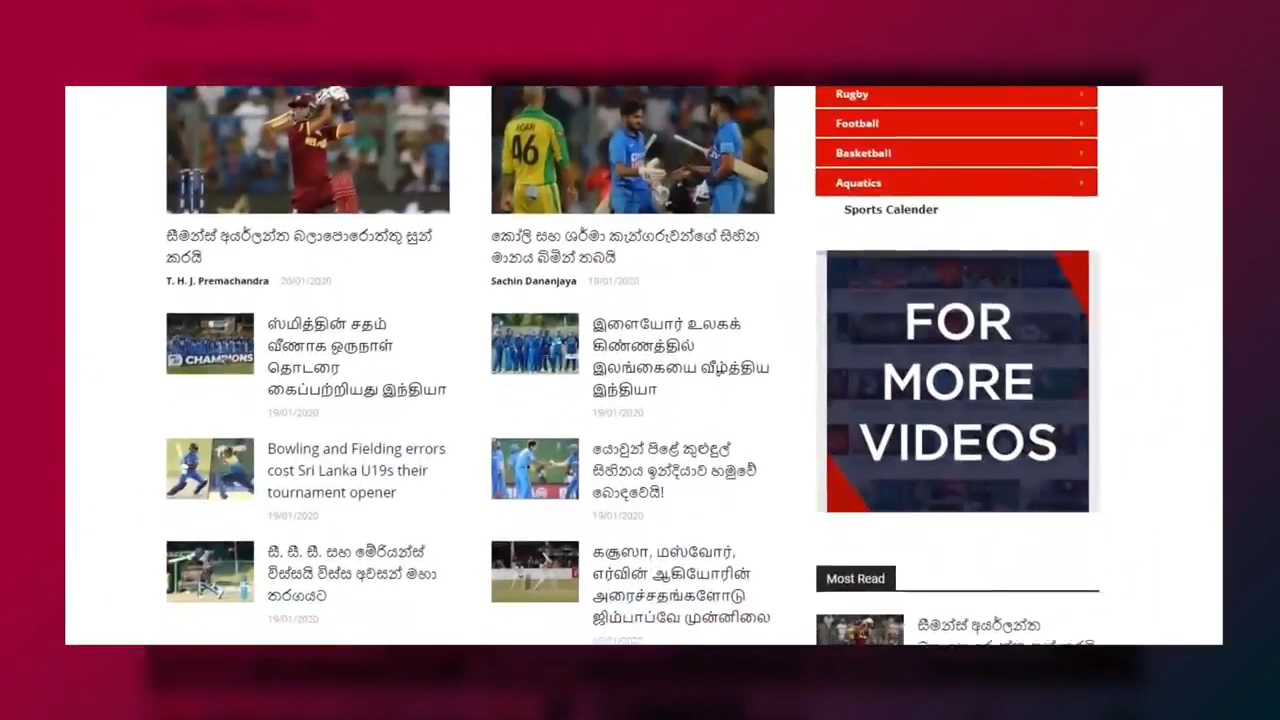 සීමන්ස් අයර්ලන්ත බලාපොරොත්තු සුන්
කරයි
T. H. J. Premachandra 20/01/2020
ஸ்மித்தின் சதம்
வீணாக ஒருநாள்
தொடரை
கைப்பற்றியது இந்தியா
19/01/2020
Bowling and Fielding errors
cost Sri Lanka U19s their
tournament opener
19/01/2020
සී. සී. සී. සහ මේරියන්ස්
විස්සයි විස්ස අවසන් මහා
තරගයට
19/01/2020
46
කෝලි සහ ශර්මා කැන්ගරුවන්ගේ සිහින
මානය බිමින් තබයි
Sachin Dananjaya 19/01/2020
இளையோர் உலகக்
கிண்ணத்தில்
இலங்கையை வீழ்த்திய
இந்தியா
19/01/2020
යොවුන් පිළේ කුළුඳුල්
සිහිනය ඉන්දියාව හමුවේ
බොඳවෙයි!
19/01/2020
கசூஸா, மஸ்வோர்,
எர்வின் ஆகியோரின்
அரைச்சதங்களோடு
ஜிம்பாப்வே முன்னிலை
CHAMPIONS
Rugby
Football
Basketball
Aquatics
Sports Calender
FOR
MORE
VIDEOS
Most Read
සීමන්ස් අයර්ලන්ත